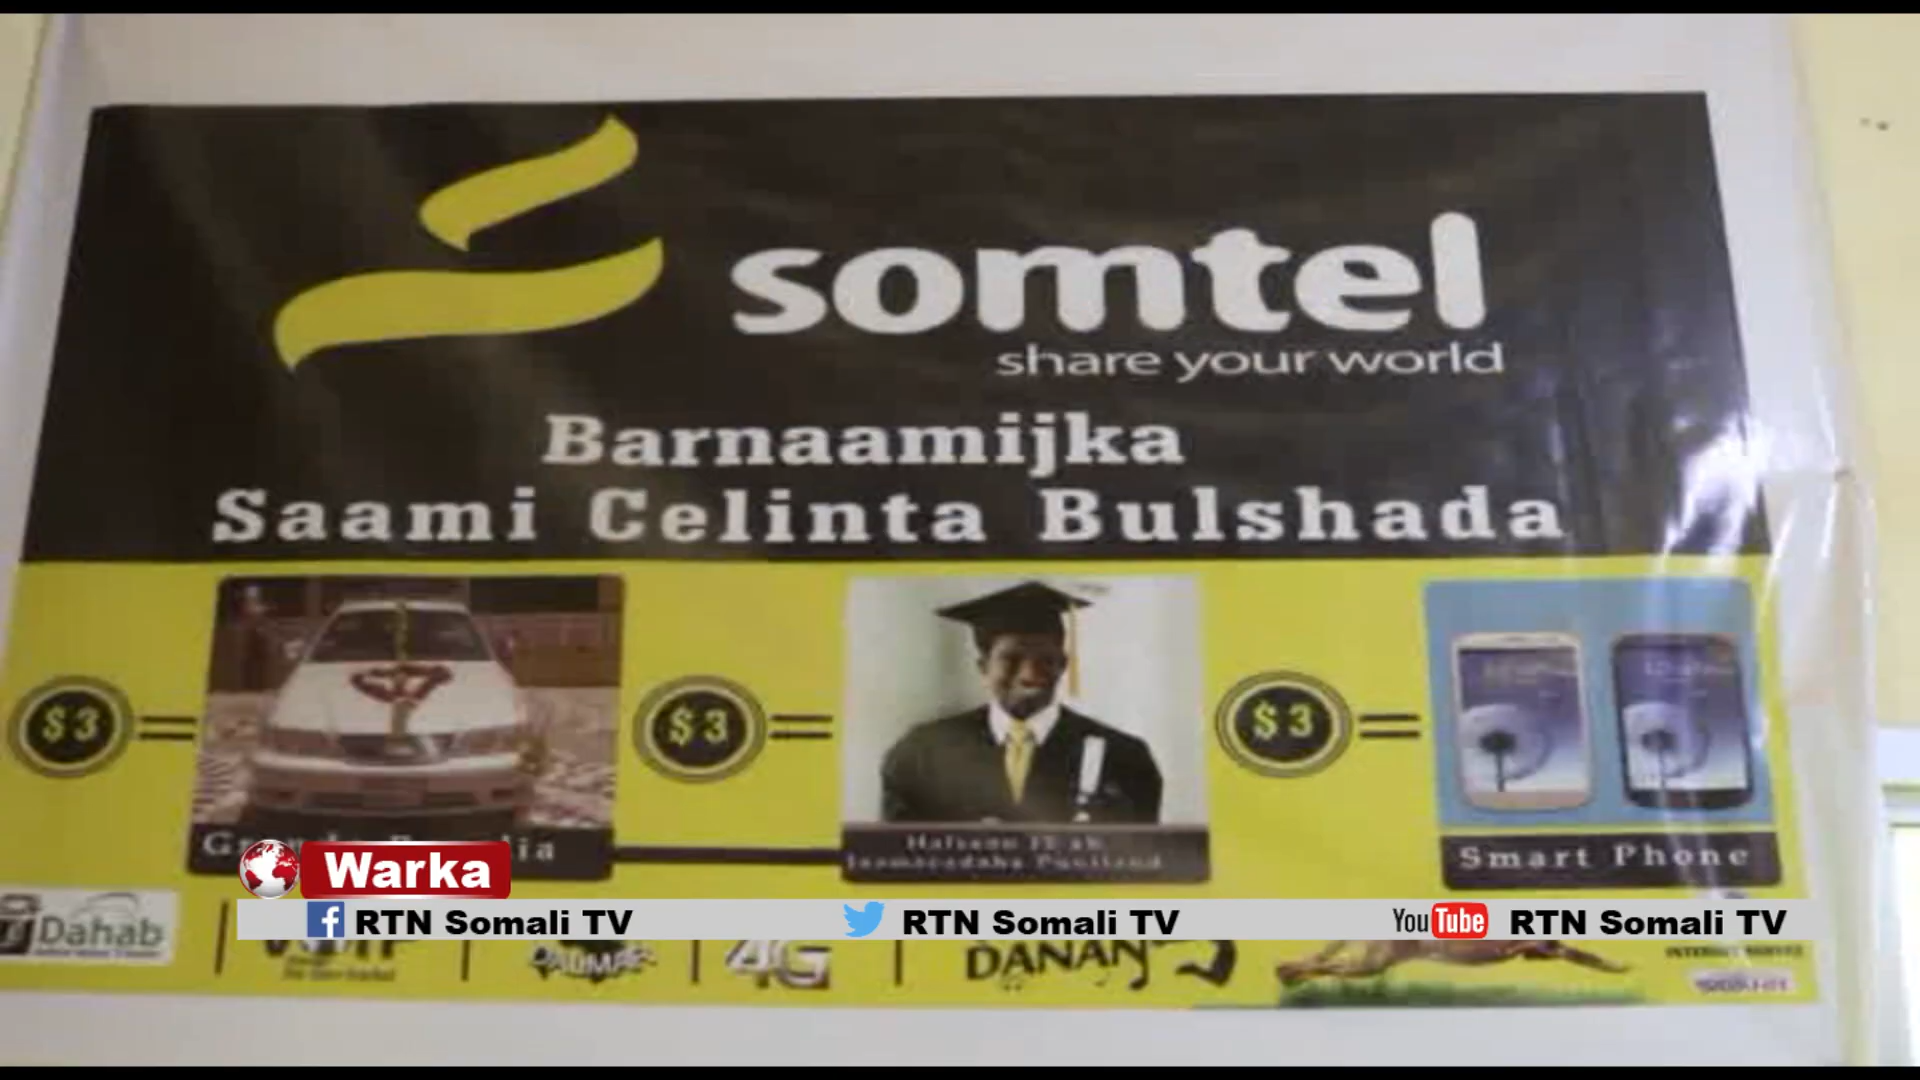 somtel
share your world
Barnaamijka
Saami Celinta Bulshada
$3 = $3 = $3 =
Smart Phone
Warka
RTN Somali TV RTN Somali TV YouTube RTN Somali TV
Dahab
4G
DANAN